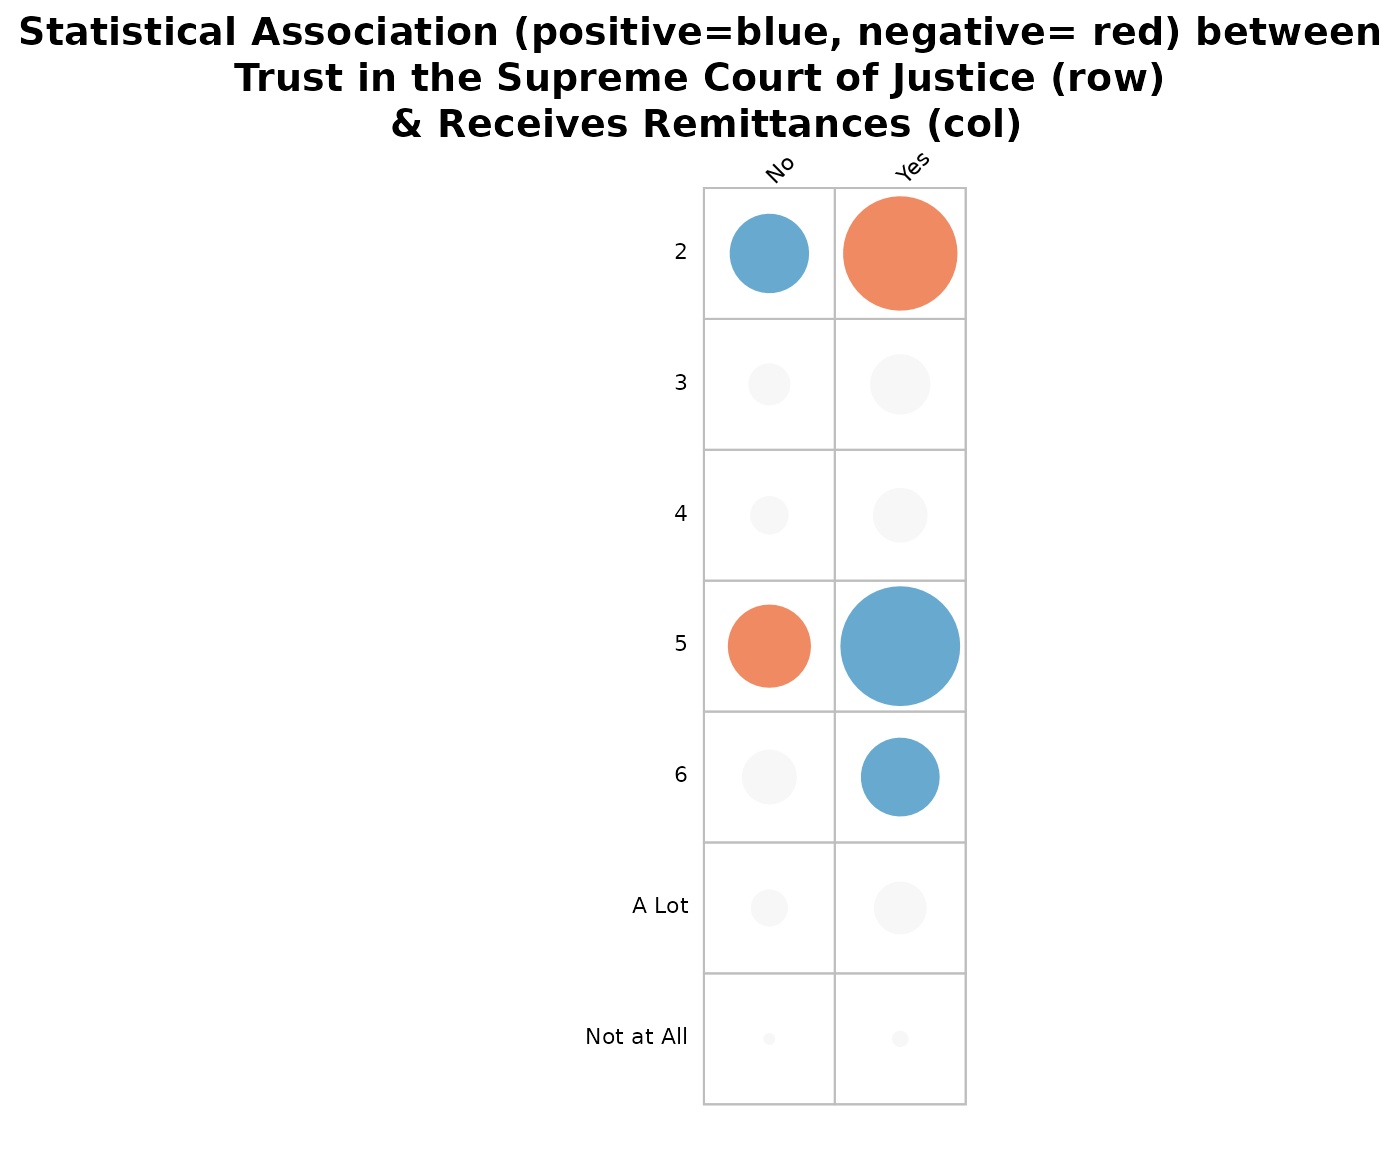 Statistical Association (positive=blue, negative= red) between
Trust in the Supreme Court of Justice (row)
& Receives Remittances (col)
No Yes
2
3
4
5
6
A Lot
Not at All